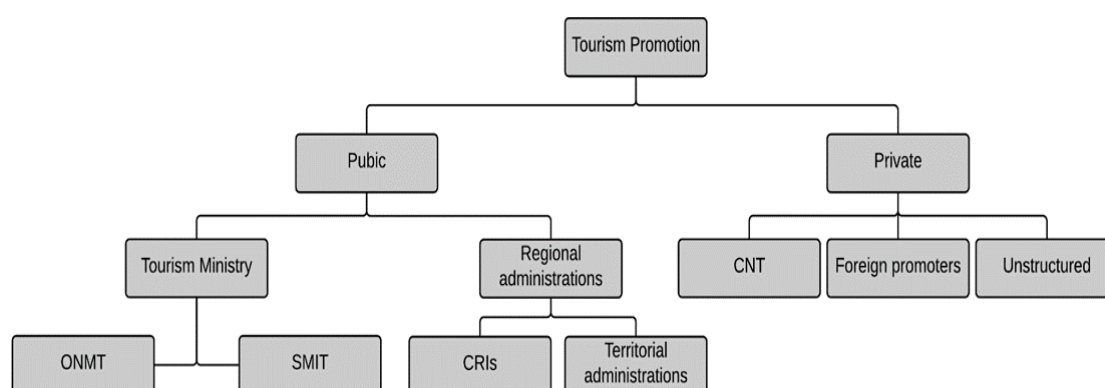 Tourism Promotion
Pubic
Private
Tourism Ministry
Regional
administrations
CNT
Foreign promoters
Unstructured
ONMT
SMIT
CRIs
Territorial
administrations